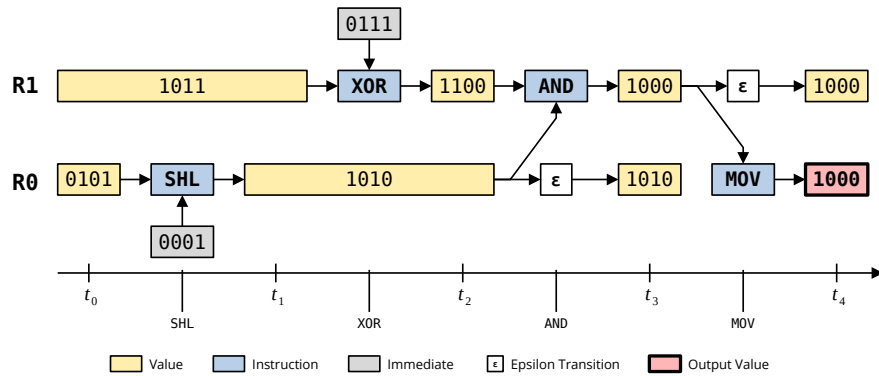 0111
R1 1011 XOR 1100 AND 1000 ε 1000
R0 0101 SHL 1010 ε 1010 MOV 1000
0001
t0 t1 t2 t3 t4
SHL XOR AND MOV
Value Instruction Immediate ε Epsilon Transition Output Value